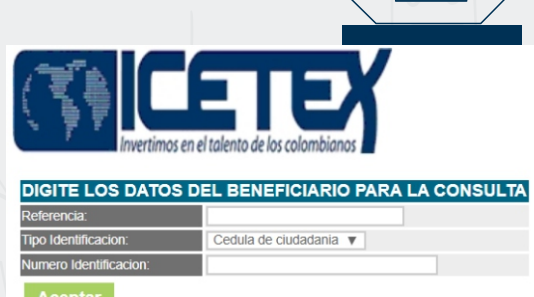 ICETEX
Invertimos en el talento de los colombianos
DIGITE LOS DATOS DEL BENEFICIARIO PARA LA CONSULTA
Referencia:
Tipo Identificacion: Cedula de ciudadania ▼
Numero Identificacion:
Aceptar